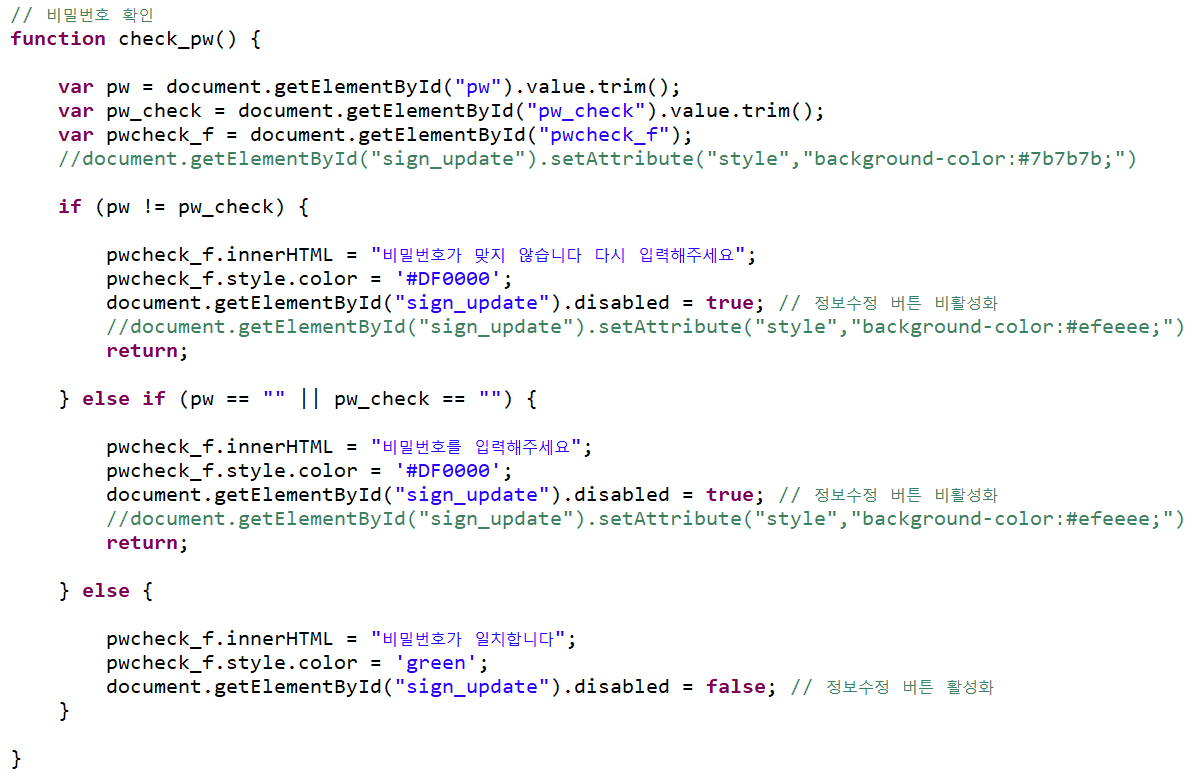 // 비밀번호 확인
function check_pw() {
var pw = document.getElementById("pw").value.trim();
var pw_check = document.getElementById("pw_check").value.trim();
var pwcheck_f = document.getElementById("pwcheck_f");
//document.getElementById("sign_update").setAttribute("style","background-color:#7b7b7b;")
if (pw != pw_check) {
pwcheck_f.innerHTML = "비밀번호가 맞지 않습니다 다시 입력해주세요";
pwcheck_f.style.color = '#DF0000';
document.getElementById("sign_update").disabled = true; // 정보수정 버튼 비활성화
//document.getElementById("sign_update").setAttribute("style","background-color:#efeeee;")
return;
} else if (pw == "" || pw_check == "") {
pwcheck_f.innerHTML = "비밀번호를 입력해주세요";
pwcheck_f.style.color = '#DF0000';
document.getElementById("sign_update").disabled = true; // 정보수정 버튼 비활성화
//document.getElementById("sign_update").setAttribute("style","background-color:#efeeee;")
return;
} else {
pwcheck_f.innerHTML = "비밀번호가 일치합니다";
pwcheck_f.style.color = 'green';
document.getElementById("sign_update").disabled = false; // 정보수정 버튼 활성화
}
}